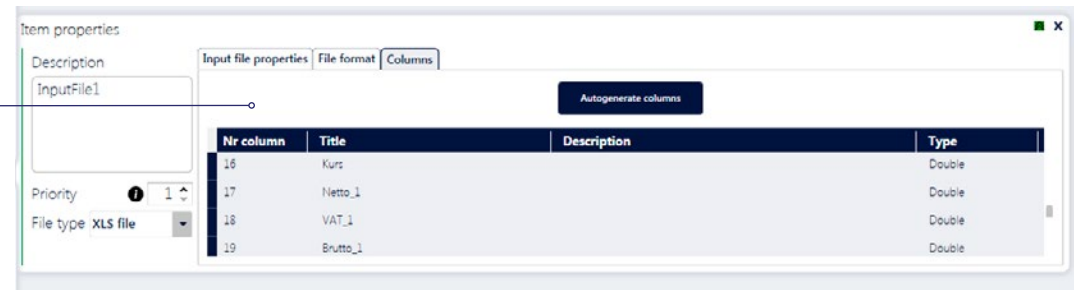 Item properties
X
Description
InputFile1
Priority 1
File type XLS file
Input file properties File format Columns
Autogenerate columns
Nr column Title Description Type
16 Kurs Double
17 Netto_1 Double
18 VAT_1 Double
19 Brutto_1 Double